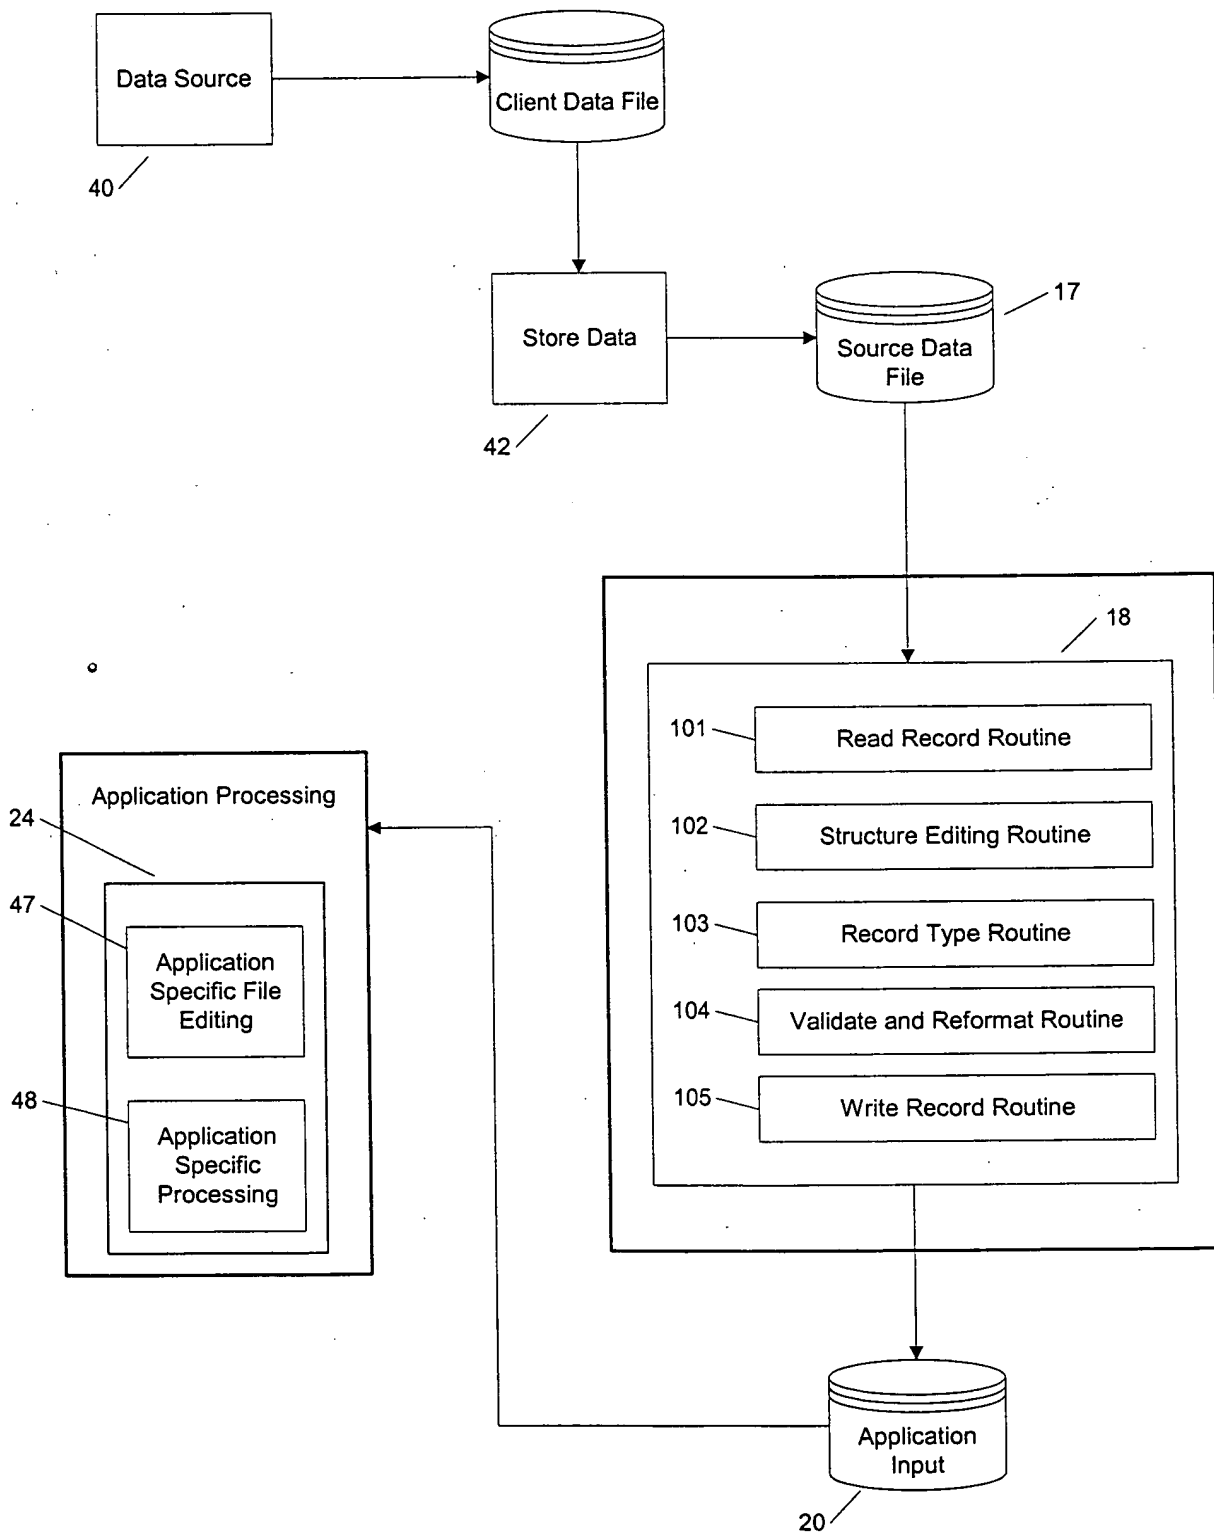 Data Source
Client Data File
40
Store Data
17
Source Data
File
42
18
101
Read Record Routine
102
Structure Editing Routine
103
Record Type Routine
104
Validate and Reformat Routine
105
Write Record Routine
Application Processing
24
47
Application
Specific File
Editing
48
Application
Specific
Processing
Application
Input
20